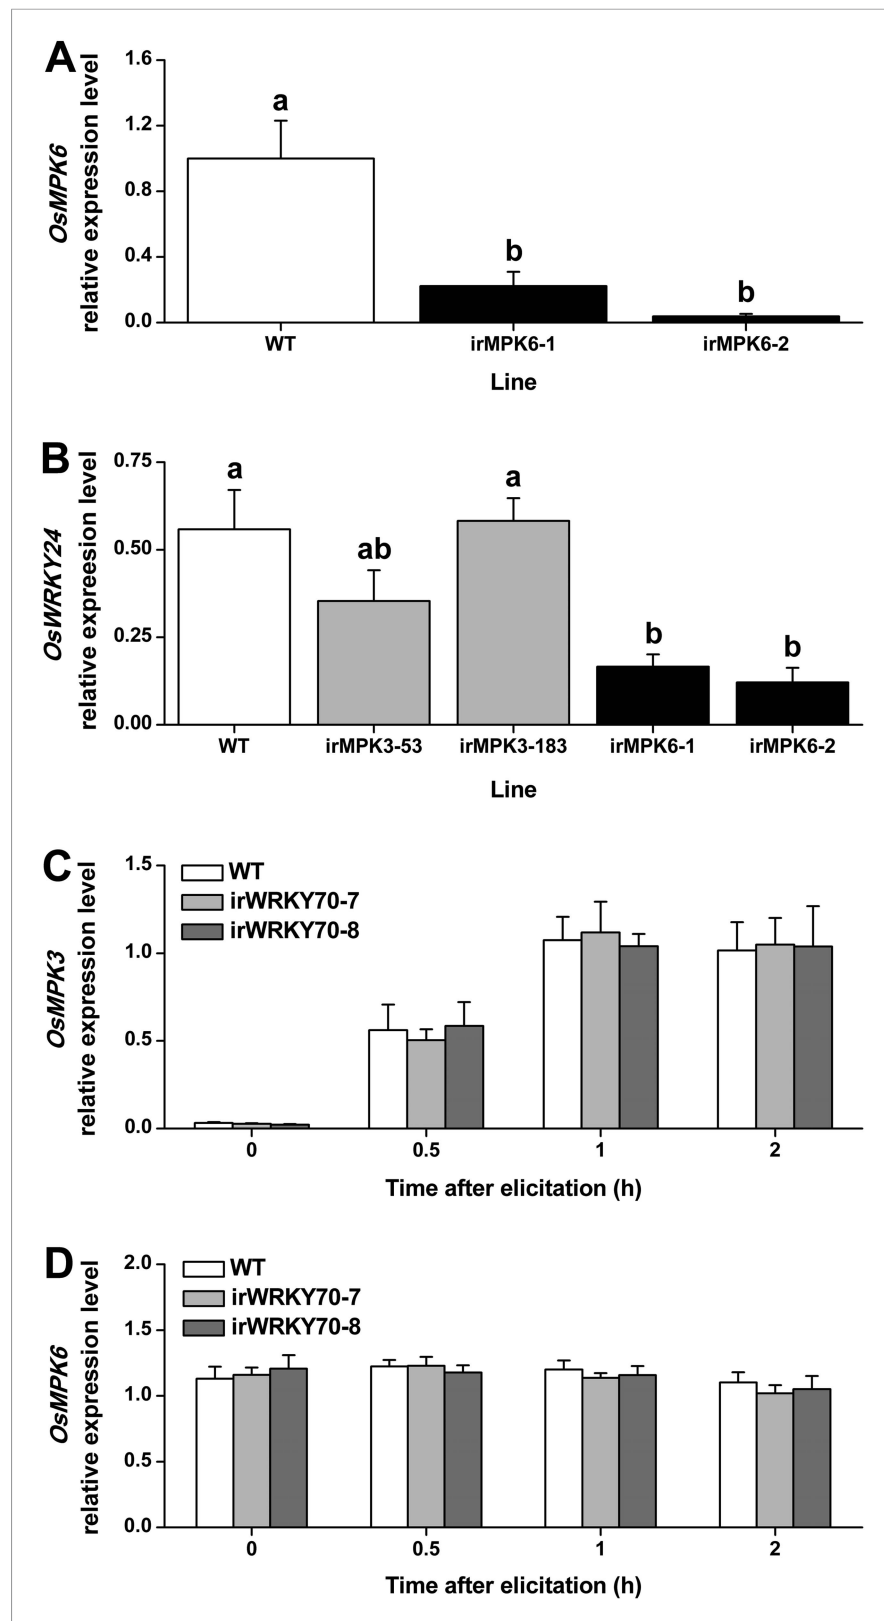 A
OsMPK6
relative expression level
1.6
1.2
0.8
0.4
0.0
a
b
b
WT irMPK6-1 irMPK6-2
Line
B
OsWRKY24
relative expreesion level
0.75
0.50
0.25
0.00
a
ab
a
b
b
WT irMPK3-53 irMPK3-183 irMPK6-1 irMPK6-2
Line
C
OsMPK3
relative expression level
1.5
1.0
0.5
0.0
WT
irWRKY70-7
irWRKY70-8
0 0.5 1 2
Time after elicitation (h)
D
OsMPK6
relative expression level
2.0
1.5
1.0
0.5
0.0
WT
irWRKY70-7
irWRKY70-8
0 0.5 1 2
Time after elicitation (h)